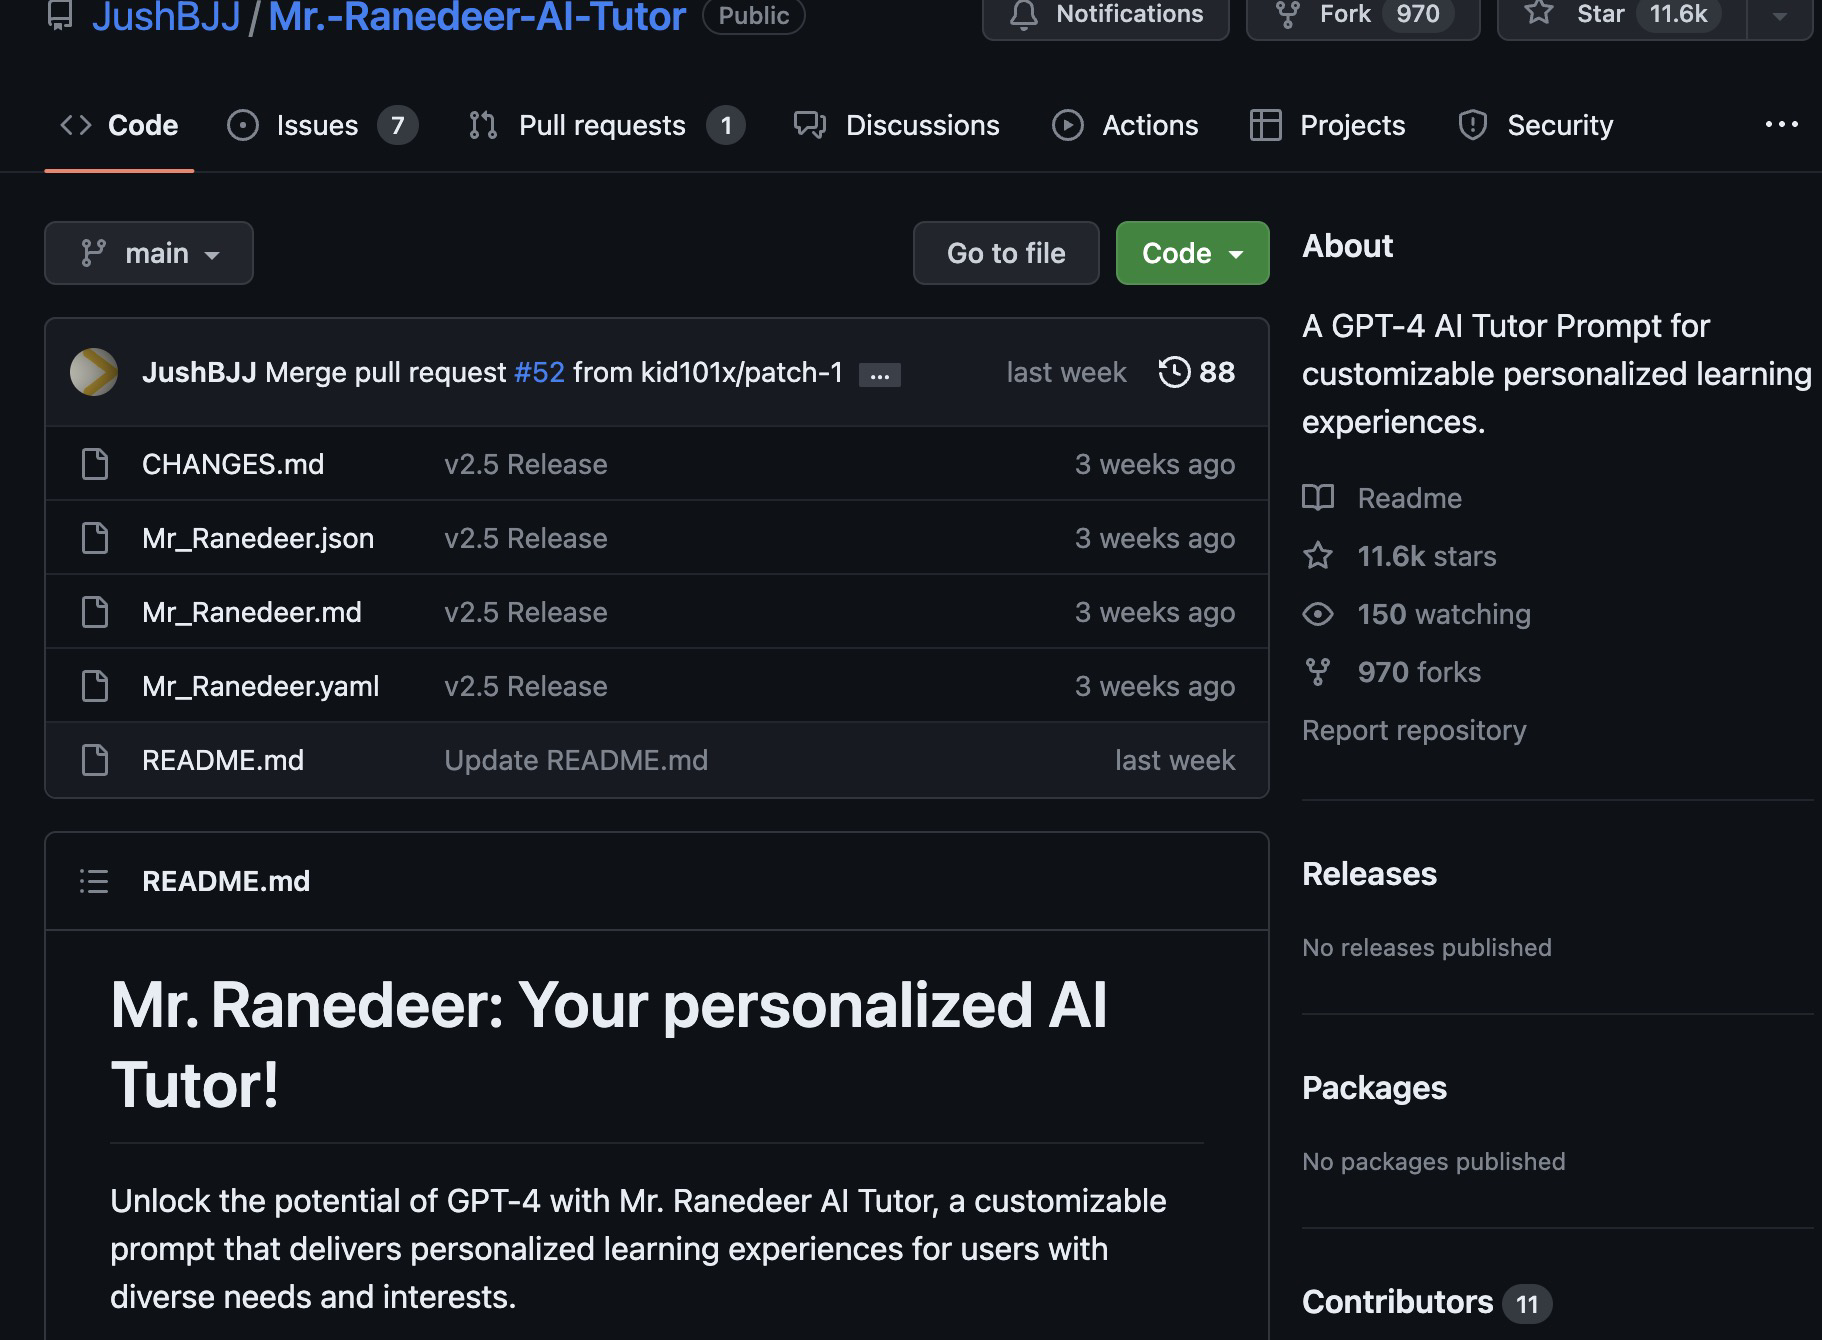 JushBJJ / Mr.-Ranedeer-AI-Tutor Public Notifications Fork 970 Star 11.6k
Code Issues 7 Pull requests 1 Discussions Actions Projects Security ...
main Go to file Code
JushBJJ Merge pull request #52 from kid101x/patch-1 ... last week 88
CHANGES.md v2.5 Release 3 weeks ago
Mr_Ranedeer.json v2.5 Release 3 weeks ago
Mr_Ranedeer.md v2.5 Release 3 weeks ago
Mr_Ranedeer.yaml v2.5 Release 3 weeks ago
README.md Update README.md last week
README.md
Mr. Ranedeer: Your personalized AI
Tutor!
Unlock the potential of GPT-4 with Mr. Ranedeer AI Tutor, a customizable
prompt that delivers personalized learning experiences for users with
diverse needs and interests.
About
A GPT-4 AI Tutor Prompt for
customizable personalized learning
experiences.
Readme
11.6k stars
150 watching
970 forks
Report repository
Releases
No releases published
Packages
No packages published
Contributors 11